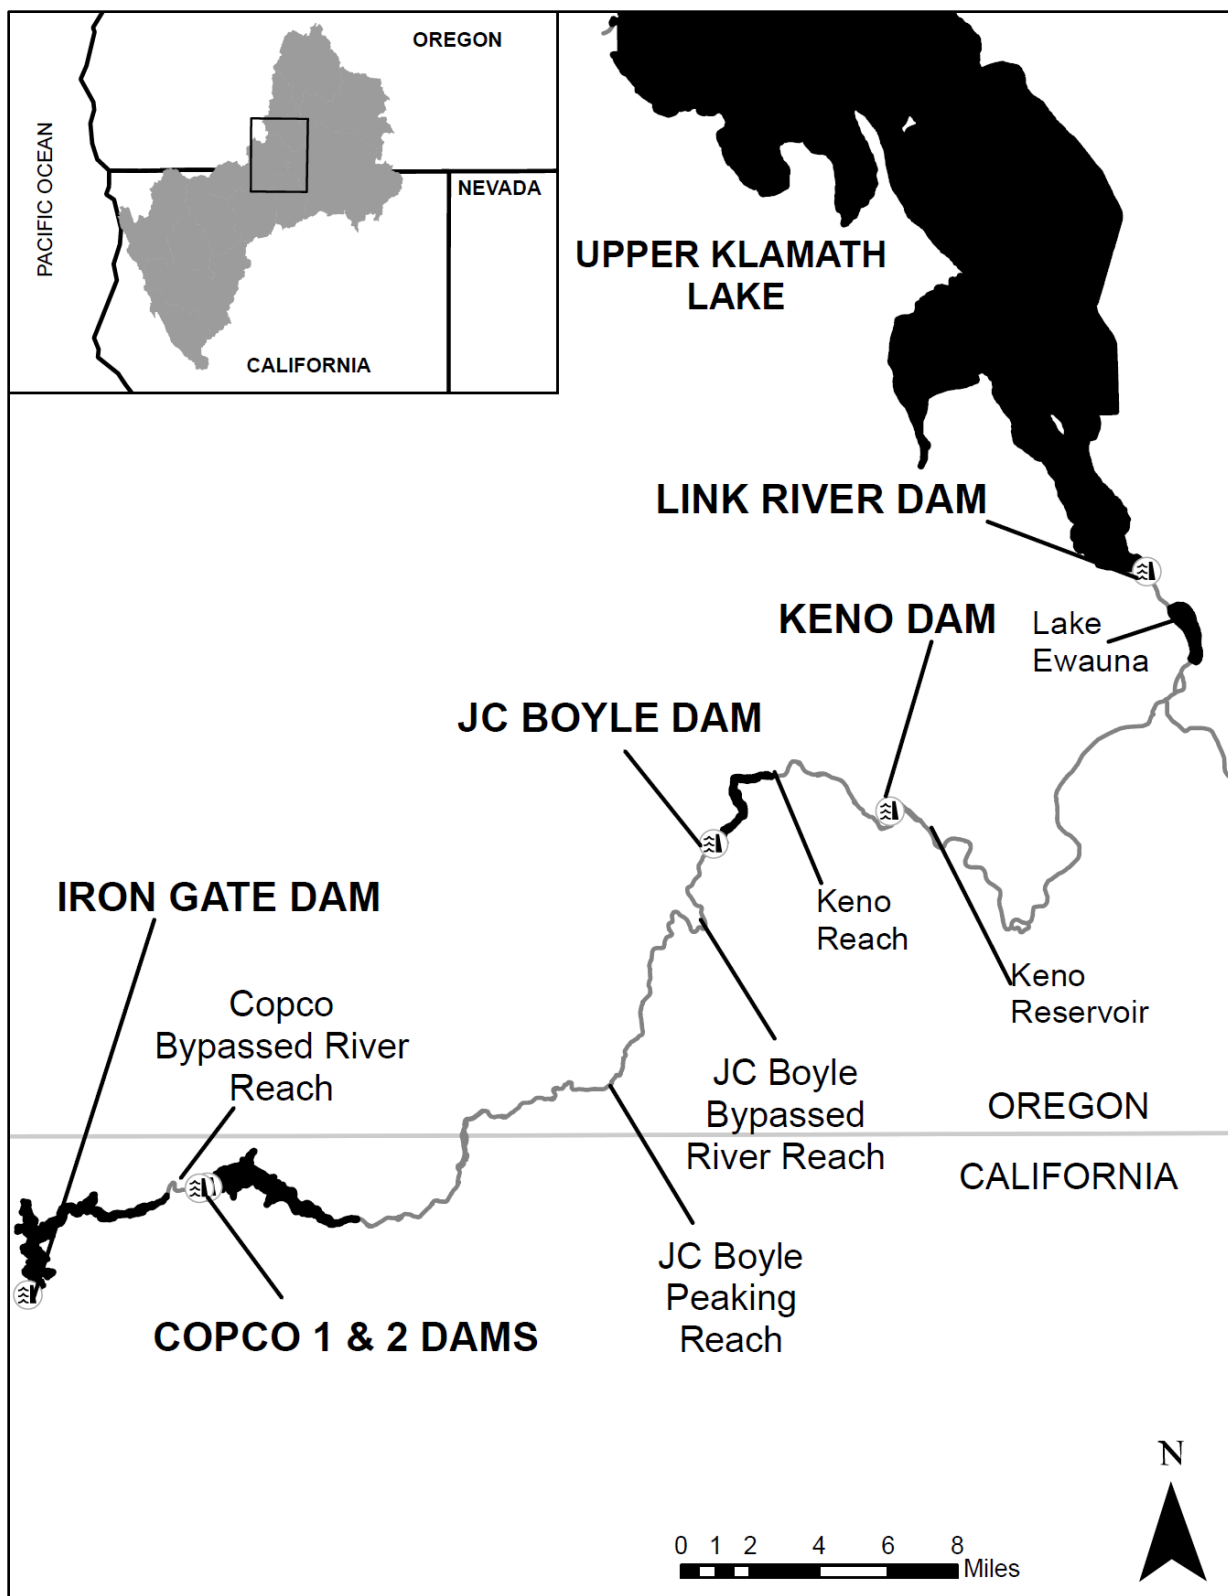 OREGON
PACIFIC OCEAN
NEVADA
CALIFORNIA
UPPER KLAMATH
LAKE
LINK RIVER DAM
KENO DAM
Lake
Ewauna
JC BOYLE DAM
IRON GATE DAM
Keno
Reach
Keno
Reservoir
Copco
Bypassed River
Reach
JC Boyle
Bypassed
River Reach
OREGON
CALIFORNIA
JC Boyle
Peaking
Reach
COPCO 1 & 2 DAMS
N
0 1 2 4 6 8
Miles